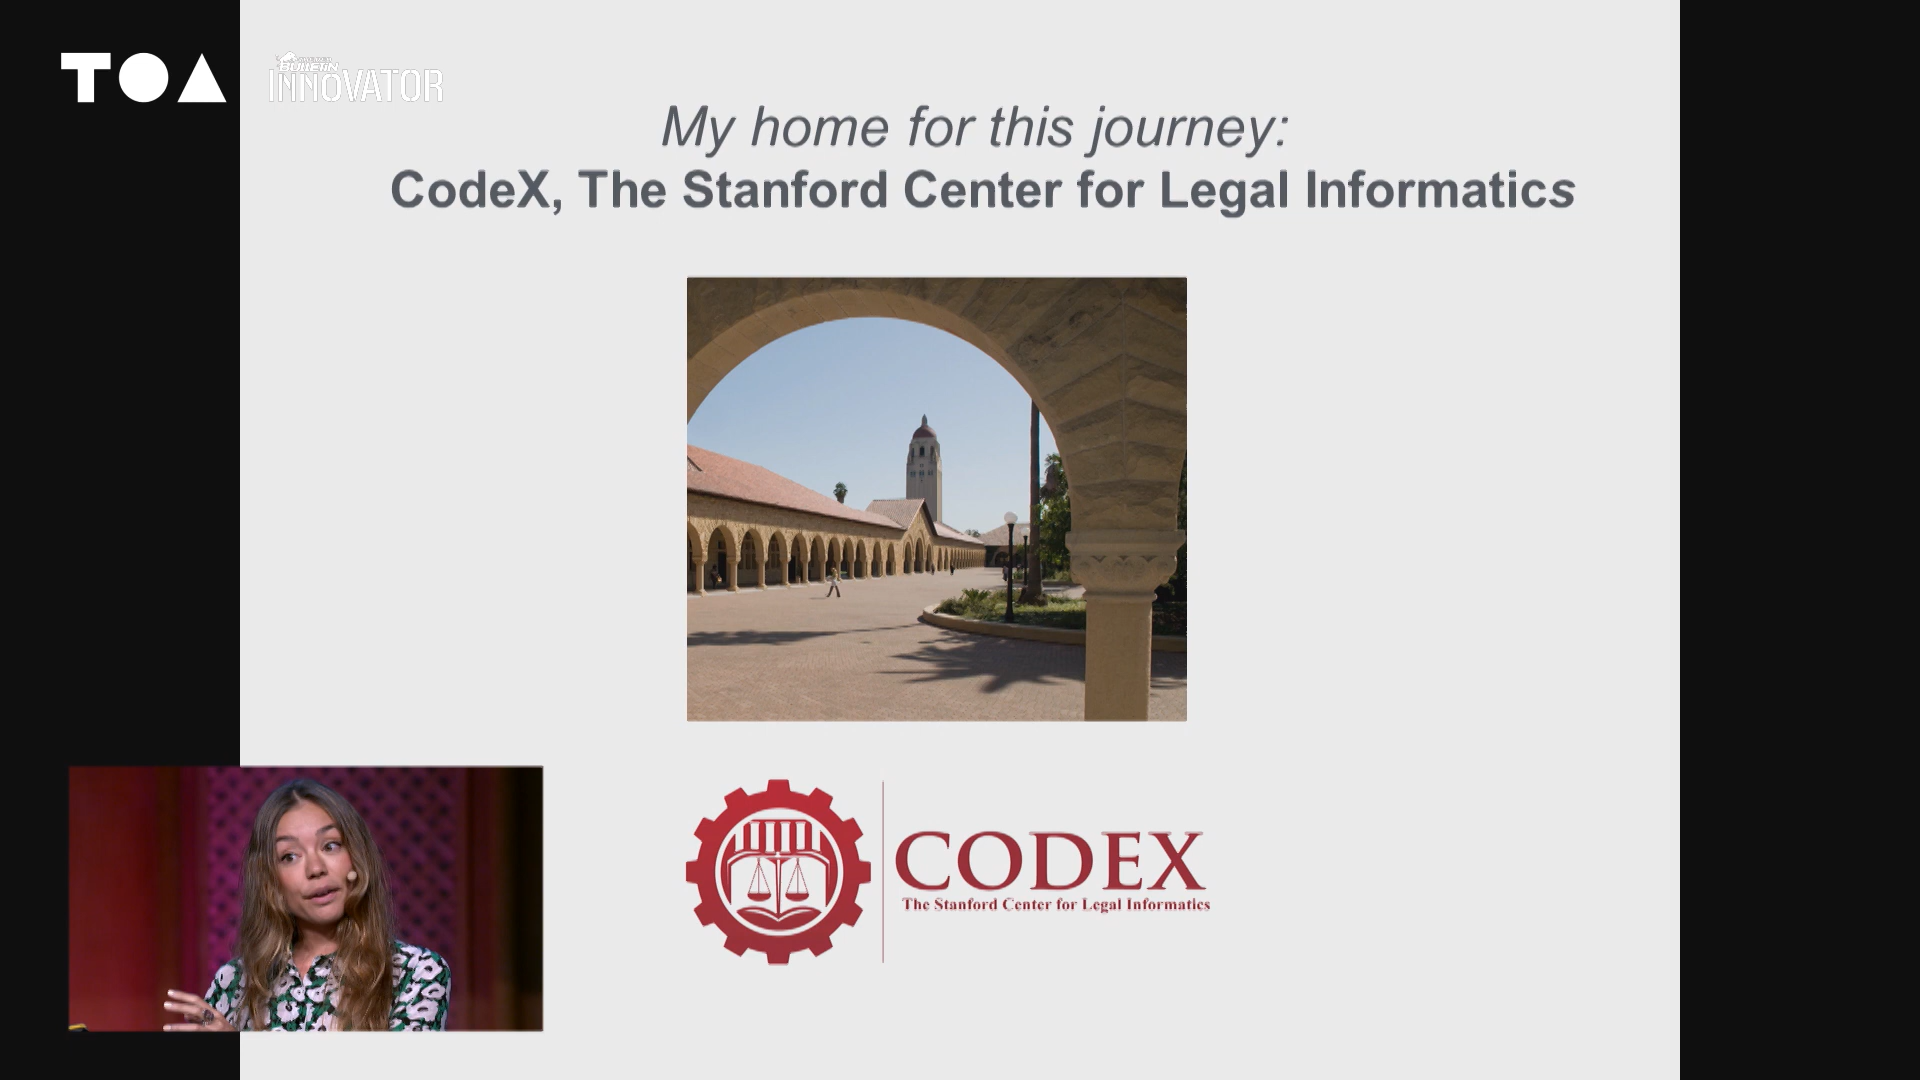 TOA
BULLETIN
INNOVATOR
My home for this journey:
CodeX, The Stanford Center for Legal Informatics
CODEX
The Stanford Center for Legal Informatics